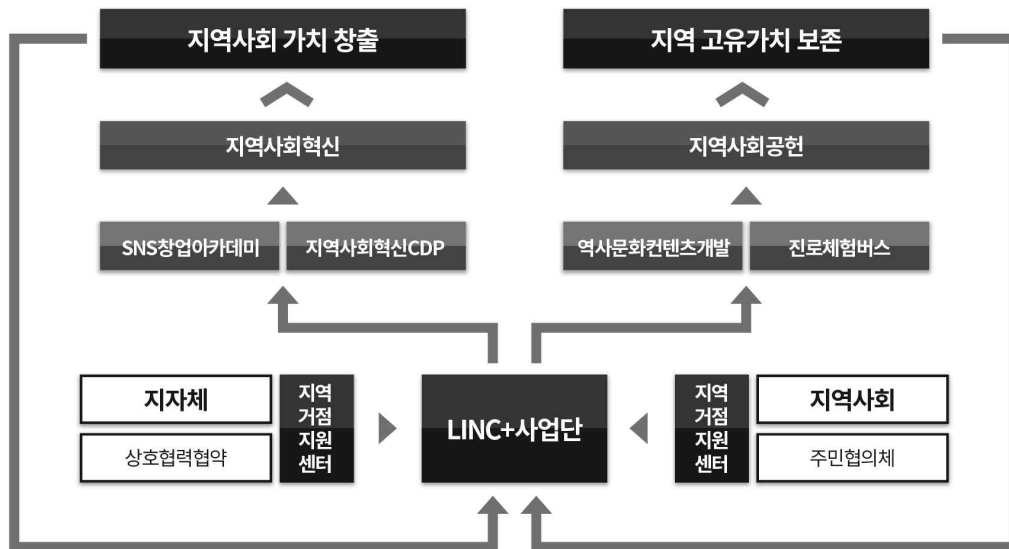 지역사회 가치 창출
지역 고유가치 보존
지역사회혁신
지역사회공헌
SNS창업아카데미
지역사회혁신CDP
역사문화컨텐츠개발
진로체험버스
지자체
상호협력협약
지역
거점
지원
센터
LINC+사업단
지역
거점
지원
센터
지역사회
주민협의체